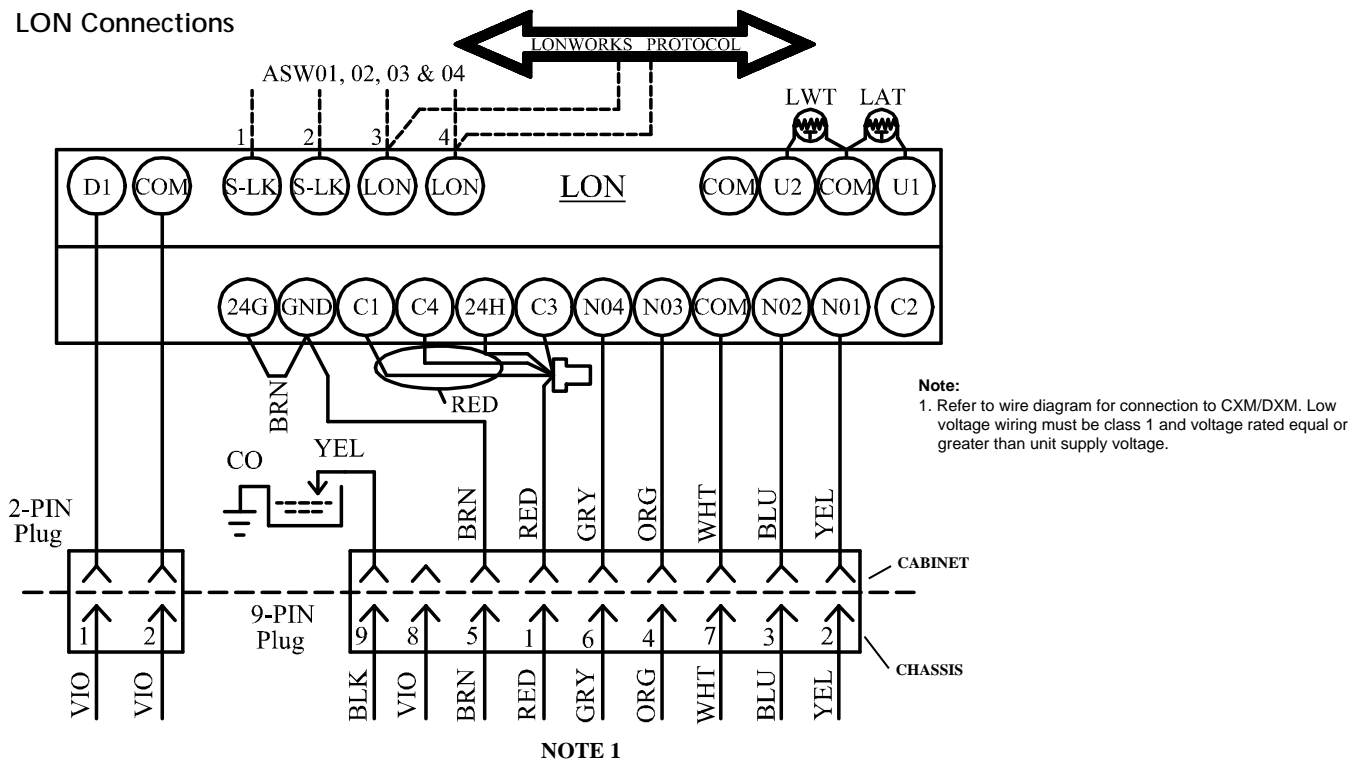 LON Connections
LONWORKS PROTOCOL
ASW01, 02, 03 & 04
LWT LAT
1 2 3 4
D1 COM S-LK S-LK LON LON LON COM U2 COM U1
24G GND C1 C4 24H C3 N04 N03 COM N02 N01 C2
BRN
RED
Note:
1. Refer to wire diagram for connection to CXM/DXM. Low
voltage wiring must be class 1 and voltage rated equal or
greater than unit supply voltage.
CO YEL
BRN RED GRY ORG WHT BLU YEL
2-PIN
Plug
CABINET
9-PIN
Plug
1 2 9 8 5 1 6 4 7 3 2
CHASSIS
VIO VIO BLK VIO BRN RED GRY ORG WHT BLU YEL
NOTE 1